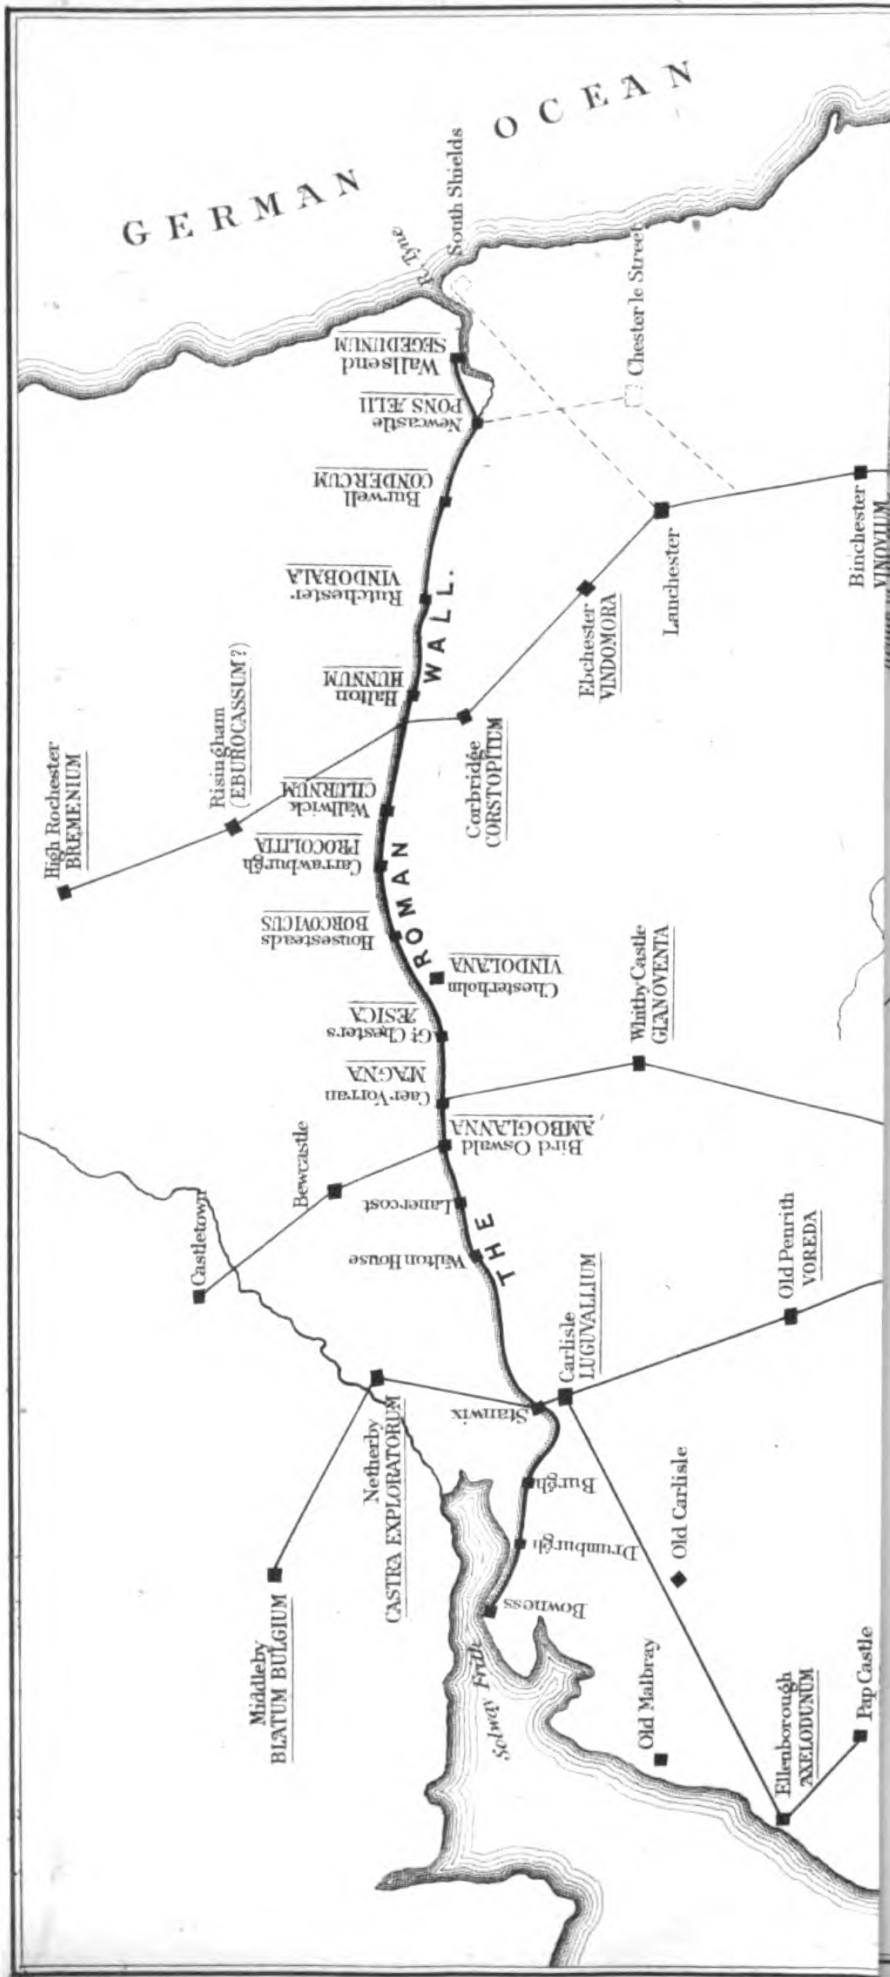 GERMAN OCEAN
R. Tyne
South Shields
Wallsend
SEGEDUNUM
Newcastle
PONS ÆLII
Chester le Street
Burwell
CONDERCUM
Rutchester
VINDOBALA
Halton
HUNNUM
Wallwick
CILURNUM
Carrawburgh
PROCOLITIA
Housesteads
BORCOVICUS
Chesterholm
VINDOLANA
Gt. Chesters
ÆSICA
Caer Vorran
MAGNA
Bird Oswald
AMBOGLANNA
Lanercost
Walton House
Stanwix
Burgh
Drumburgh
Bowness
THE ROMAN WALL.
High Rochester
BREMENIUM
Risingham
(EBUROCASSUM?)
Corbridge
CORSTOPITUM
Ebchester
VINDOMORA
Lanchester
Binchester
VINOVIUM
Whitby Castle
GLANOVENTA
Bewcastle
Castletown
Netherby
CASTRA EXPLORATORUM
Middleby
BLATUM BULGIUM
Carlisle
LUGUVALLIUM
Old Penrith
VOREDA
Old Carlisle
Solway Frith
Old Malbray
Ellenborough
AXELODUNUM
Pap Castle